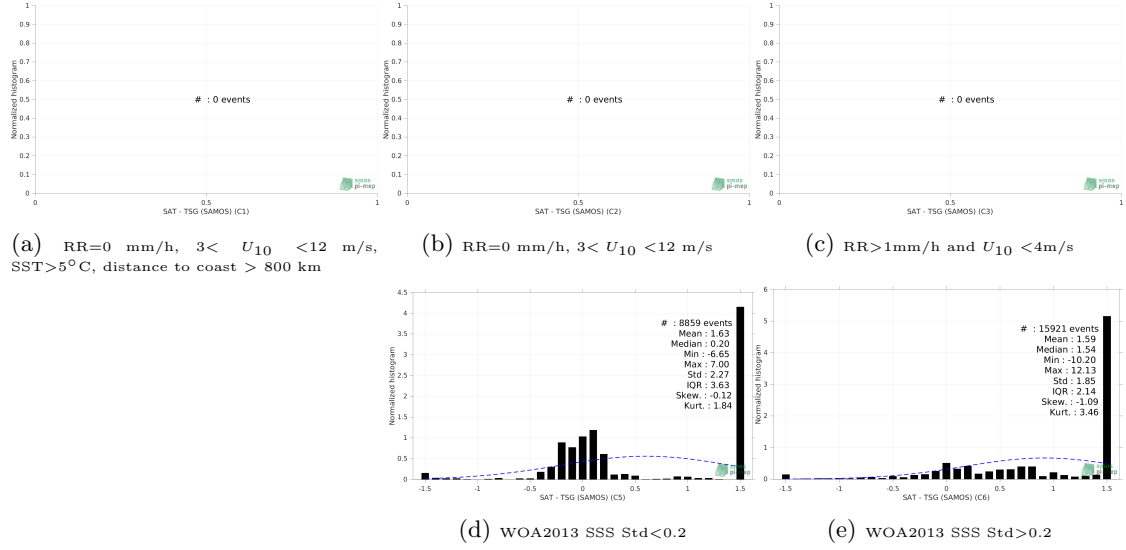 1
0.9
0.8
0.7
0.6
0.5
0.4
0.3
0.2
0.1
0
Normalized histogram
# : 0 events
0
0.5
1
SAT - TSG (SAMOS) (C1)
smos
pi-mep
1
0.9
0.8
0.7
0.6
0.5
0.4
0.3
0.2
0.1
0
Normalized histogram
# : 0 events
0
0.5
1
SAT - TSG (SAMOS) (C2)
smos
pi-mep
1
0.9
0.8
0.7
0.6
0.5
0.4
0.3
0.2
0.1
0
Normalized histogram
# : 0 events
0
0.5
1
SAT - TSG (SAMOS) (C3)
smos
pi-mep
(a) RR=0 mm/h, 3< U10 <12 m/s,
SST>5°C, distance to coast > 800 km
(b) RR=0 mm/h, 3< U10 <12 m/s
(c) RR>1mm/h and U10 <4m/s
4.5
4
3.5
3
2.5
2
1.5
1
0.5
0
Normalized histogram
# : 8859 events
Mean : 1.63
Median : 0.20
Min : -6.65
Max : 7.00
Std : 2.27
IQR : 3.63
Skew. : -0.12
Kurt. : 1.84
smos
pi-mep
-1.5
-1
-0.5
0
0.5
1
1.5
SAT - TSG (SAMOS) (C5)
6
5
4
3
2
1
0
Normalized histogram
# : 15921 events
Mean : 1.59
Median : 1.54
Min : -10.20
Max : 12.13
Std : 1.85
IQR : 2.14
Skew. : -1.09
Kurt. : 3.46
smos
pi-mep
-1.5
-1
-0.5
0
0.5
1
1.5
SAT - TSG (SAMOS) (C6)
(d) WOA2013 SSS Std<0.2
(e) WOA2013 SSS Std>0.2